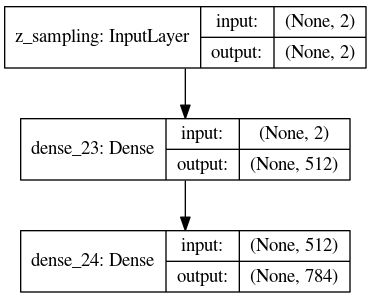 z_sampling: InputLayer
input: (None, 2)
output: (None, 2)
dense_23: Dense
input: (None, 2)
output: (None, 512)
dense_24: Dense
input: (None, 512)
output: (None, 784)